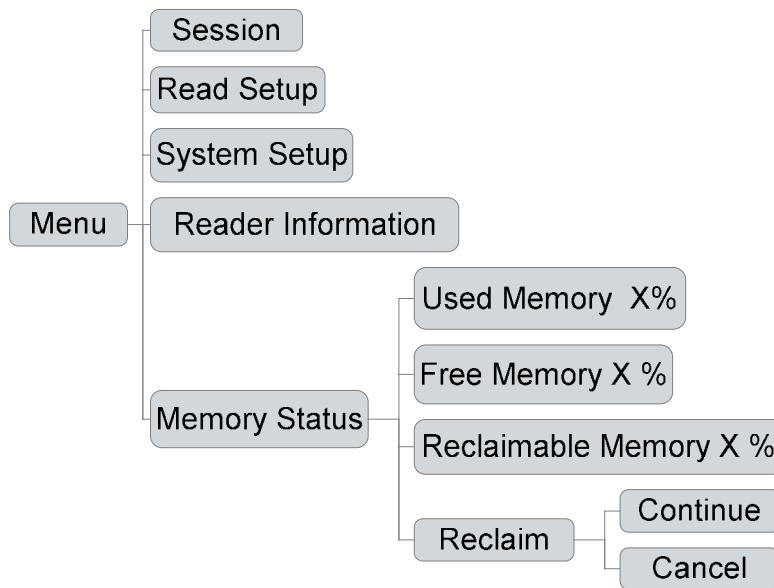 Session
Read Setup
System Setup
Menu
Reader Information
Used Memory X%
Free Memory X %
Memory Status
Reclaimable Memory X %
Reclaim
Continue
Cancel